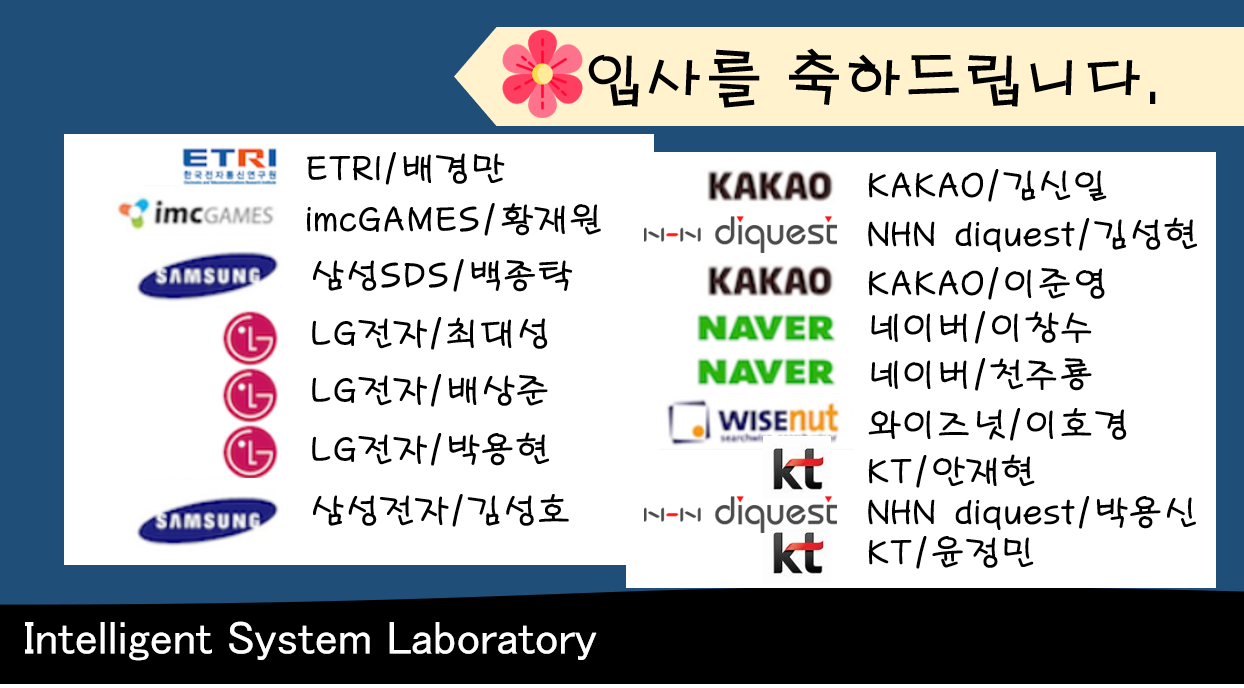 입사를 축하드립니다.
ETRI 한국전자통신연구원 ETRI/배경만
imcGAMES imcGAMES/황재원
SAMSUNG 삼성SDS/백종탁
LG LG전자/최대성
LG LG전자/배상준
LG LG전자/박용현
SAMSUNG 삼성전자/김성호
KAKAO KAKAO/김신일
NHN diquest NHN diquest/김성현
KAKAO KAKAO/이준영
NAVER 네이버/이창수
NAVER 네이버/천주룡
WISEnut 와이즈넛/이호경
kt KT/안재현
NHN diquest NHN diquest/박용신
kt KT/윤정민
Intelligent System Laboratory